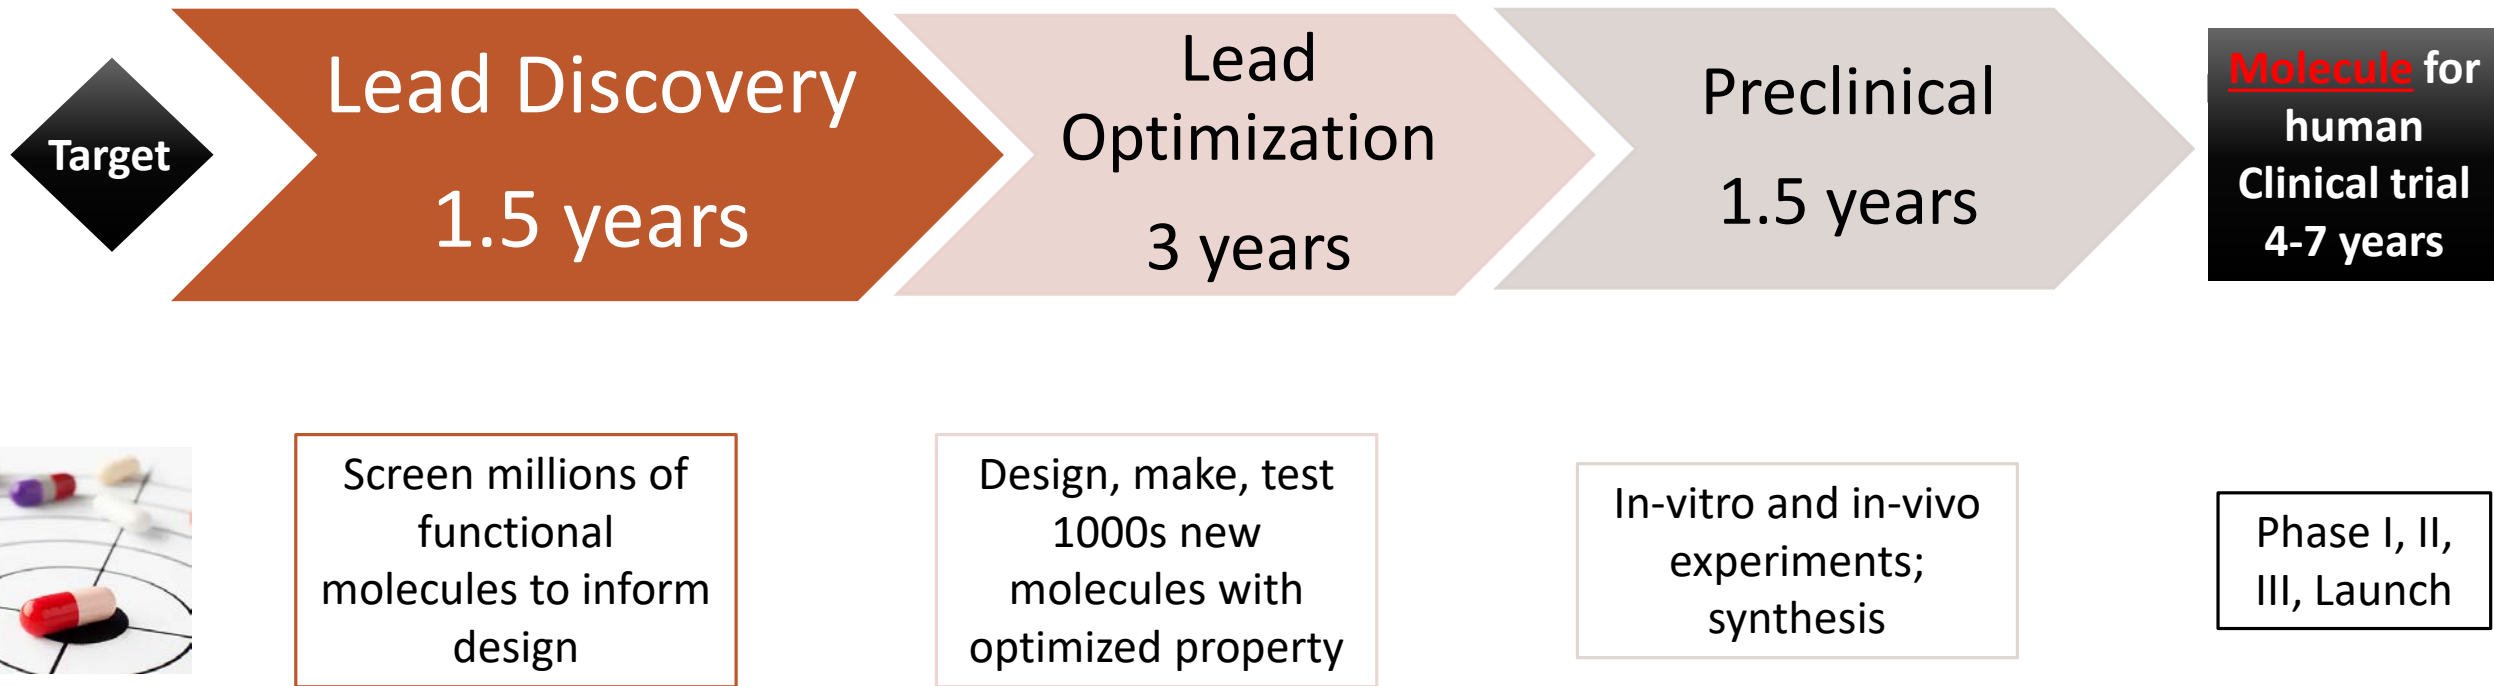 Target
Lead Discovery
1.5 years
Lead
Optimization
3 years
Preclinical
1.5 years
Molecule for
human
Clinical trial
4-7 years
Screen millions of
functional
molecules to inform
design
Design, make, test
1000s new
molecules with
optimized property
In-vitro and in-vivo
experiments;
synthesis
Phase I, II,
III, Launch